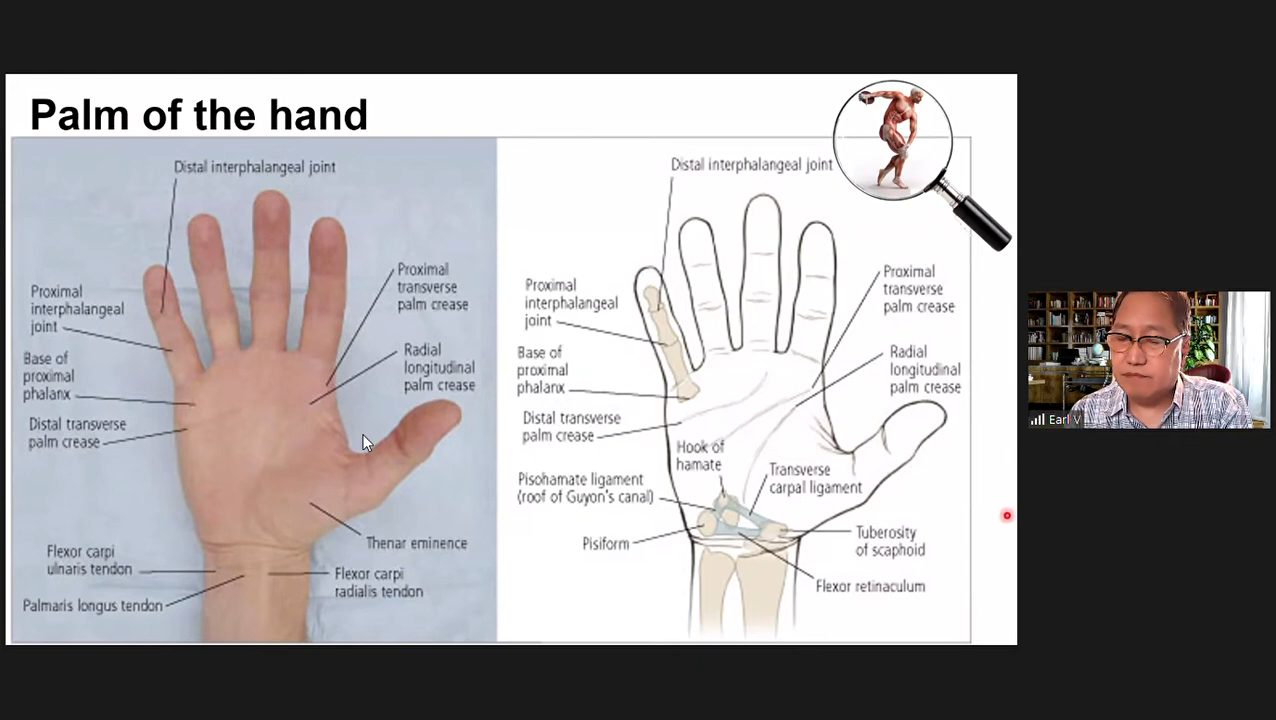 Palm of the hand
Distal interphalangeal joint
Proximal
interphalangeal
joint
Base of
proximal
phalanx
Distal transverse
palm crease
Proximal
transverse
palm crease
Radial
longitudinal
palm crease
Thenar eminence
Flexor carpi
ulnaris tendon
Palmaris longus tendon
Flexor carpi
radialis tendon
Distal interphalangeal joint
Proximal
interphalangeal
joint
Base of
proximal
phalanx
Distal transverse
palm crease
Hook of
hamate
Pisohamate ligament
(roof of Guyon's canal)
Pisiform
Proximal
transverse
palm crease
Radial
longitudinal
palm crease
Transverse
carpal ligament
Tuberosity
of scaphoid
Flexor retinaculum
Earl V